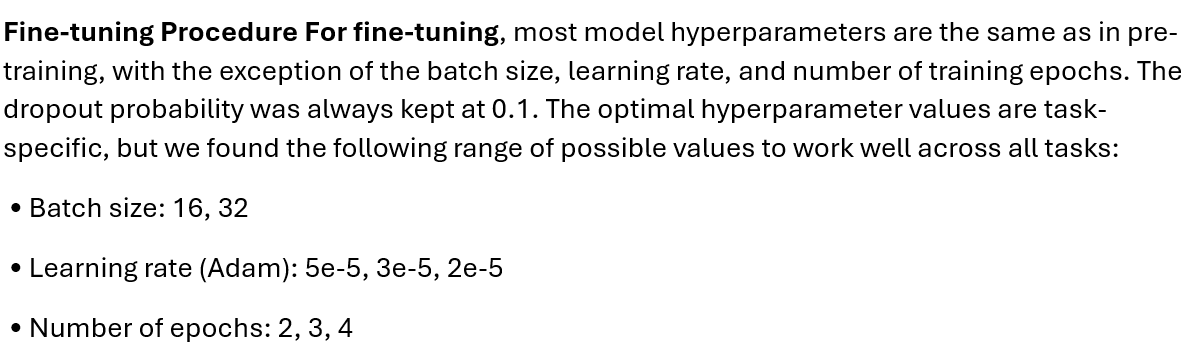 Fine-tuning Procedure For fine-tuning, most model hyperparameters are the same as in pre-
training, with the exception of the batch size, learning rate, and number of training epochs. The
dropout probability was always kept at 0.1. The optimal hyperparameter values are task-
specific, but we found the following range of possible values to work well across all tasks:
• Batch size: 16, 32
• Learning rate (Adam): 5e-5, 3e-5, 2e-5
• Number of epochs: 2, 3, 4